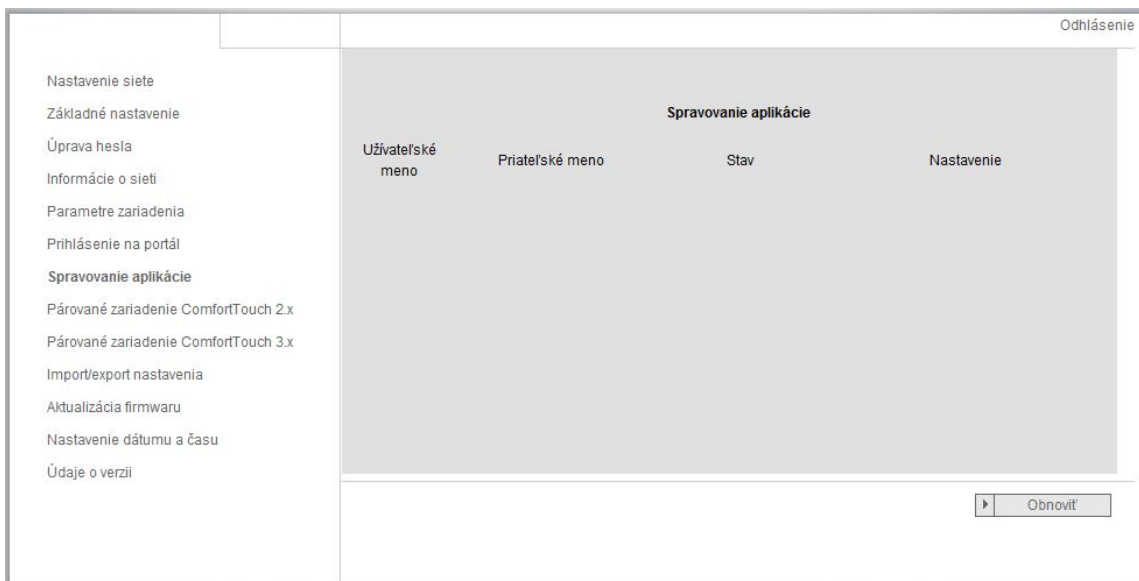 Odhlásenie
Nastavenie siete
Základné nastavenie
Úprava hesla
Informácie o sieti
Parametre zariadenia
Prihlásenie na portál
Spravovanie aplikácie
Párované zariadenie ComfortTouch 2.x
Párované zariadenie ComfortTouch 3.x
Import/export nastavenia
Aktualizácia firmwaru
Nastavenie dátumu a času
Údaje o verzii
Spravovanie aplikácie
Užívateľské
meno
Priateľské meno
Stav
Nastavenie
Obnoviť